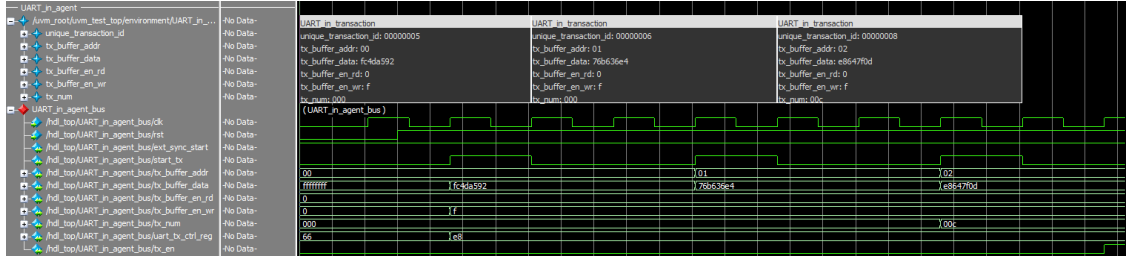 UART_in_agent
/uvm_root/uvm_test_top/environment/UART_in_... -No Data-
unique_transaction_id -No Data-
tx_buffer_addr -No Data-
tx_buffer_data -No Data-
tx_buffer_en_rd -No Data-
tx_buffer_en_wr -No Data-
tx_num -No Data-
UART_in_transaction UART_in_transaction UART_in_transaction
unique_transaction_id: 00000005 unique_transaction_id: 00000006 unique_transaction_id: 00000008
tx_buffer_addr: 00 tx_buffer_addr: 01 tx_buffer_addr: 02
tx_buffer_data: fc4da592 tx_buffer_data: 76b636e4 tx_buffer_data: e8647f0d
tx_buffer_en_rd: 0 tx_buffer_en_rd: 0 tx_buffer_en_rd: 0
tx_buffer_en_wr: f tx_buffer_en_wr: f tx_buffer_en_wr: f
tx_num: 000 tx_num: 000 tx_num: 00c
UART_in_agent_bus -No Data- ( UART_in_agent_bus )
/hdl_top/UART_in_agent_bus/clk -No Data-
/hdl_top/UART_in_agent_bus/rst -No Data-
/hdl_top/UART_in_agent_bus/ext_sync_start -No Data-
/hdl_top/UART_in_agent_bus/start_tx -No Data-
/hdl_top/UART_in_agent_bus/tx_buffer_addr -No Data- 00 01 02
/hdl_top/UART_in_agent_bus/tx_buffer_data -No Data- ffffffff fc4da592 76b636e4 e8647f0d
/hdl_top/UART_in_agent_bus/tx_buffer_en_rd -No Data- 0
/hdl_top/UART_in_agent_bus/tx_buffer_en_wr -No Data- 0 f
/hdl_top/UART_in_agent_bus/tx_num -No Data- 000 00c
/hdl_top/UART_in_agent_bus/uart_tx_ctrl_reg -No Data- 66 e8
/hdl_top/UART_in_agent_bus/tx_en -No Data-